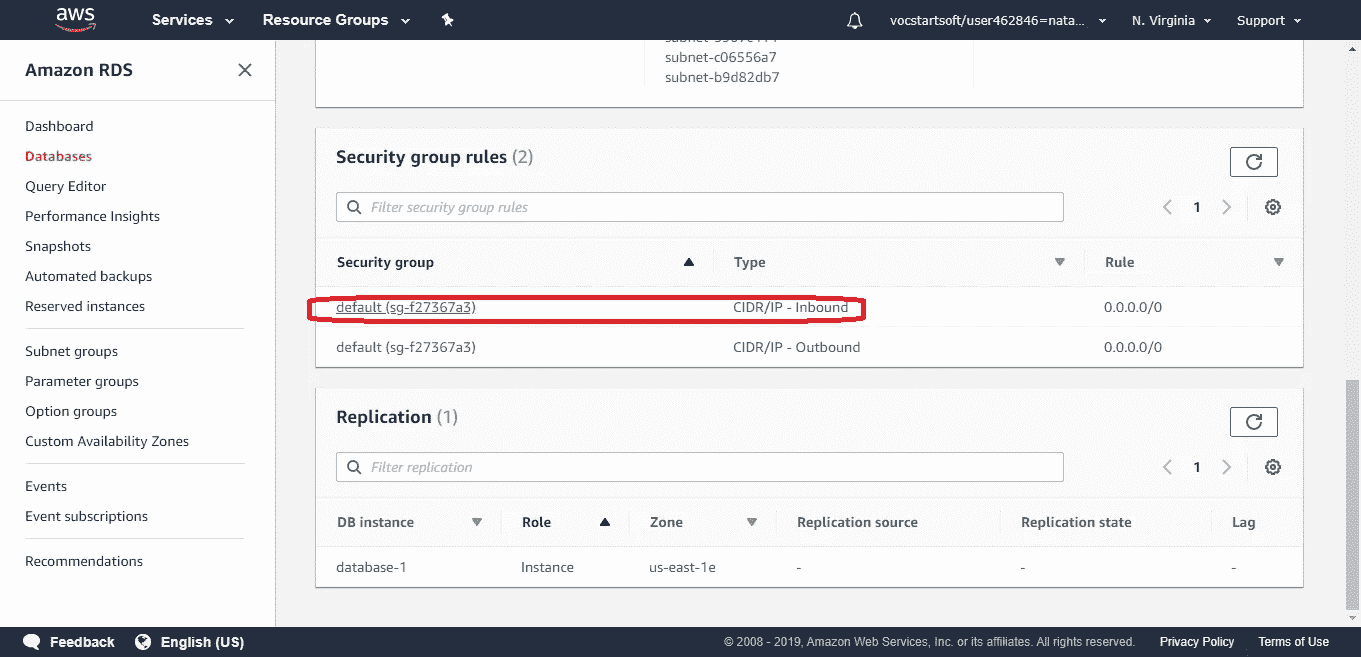 aws
Services
Resource Groups
vocstartsoft/user462846=nata...
N. Virginia
Support
Amazon RDS
Dashboard
Databases
Query Editor
Performance Insights
Snapshots
Automated backups
Reserved instances
Subnet groups
Parameter groups
Option groups
Custom Availability Zones
Events
Event subscriptions
Recommendations
subnet-c06556a7
subnet-b9d82db7
Security group rules (2)
Filter security group rules
1
Security group Type Rule
default (sg-f27367a3) CIDR/IP - Inbound 0.0.0.0/0
default (sg-f27367a3) CIDR/IP - Outbound 0.0.0.0/0
Replication (1)
Filter replication
1
DB instance Role Zone Replication source Replication state Lag
database-1 Instance us-east-1e - - -
Feedback
English (US)
© 2008 - 2019, Amazon Web Services, Inc. or its affiliates. All rights reserved.
Privacy Policy
Terms of Use